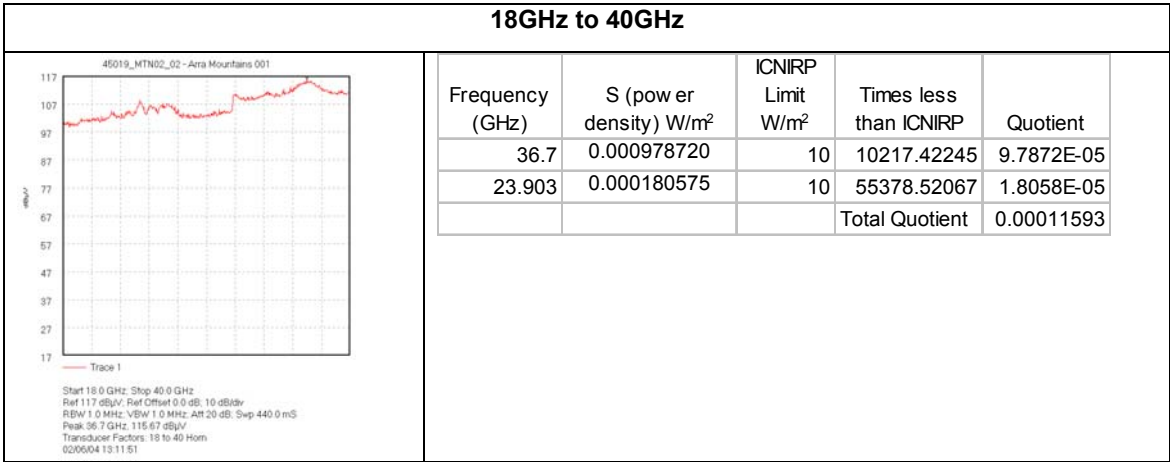 18GHz to 40GHz
45019_MTN02_02 - Arra Mountains 001
117
107
97
87
77
67
57
47
37
27
17
dBµV
Trace 1
Start 18.0 GHz; Stop 40.0 GHz
Ref 117 dBµV; Ref Offset 0.0 dB; 10 dB/div
RBW 1.0 MHz; VBW 1.0 MHz; Att 20 dB; Swp 440.0 mS
Peak 36.7 GHz, 115.67 dBµV
Transducer Factors: 18 to 40 Horn
02/06/04 13:11:51
Frequency (GHz) S (pow er density) W/m² ICNIRP Limit W/m² Times less than ICNIRP Quotient
36.7 0.000978720 10 10217.42245 9.7872E-05
23.903 0.000180575 10 55378.52067 1.8058E-05
Total Quotient 0.00011593